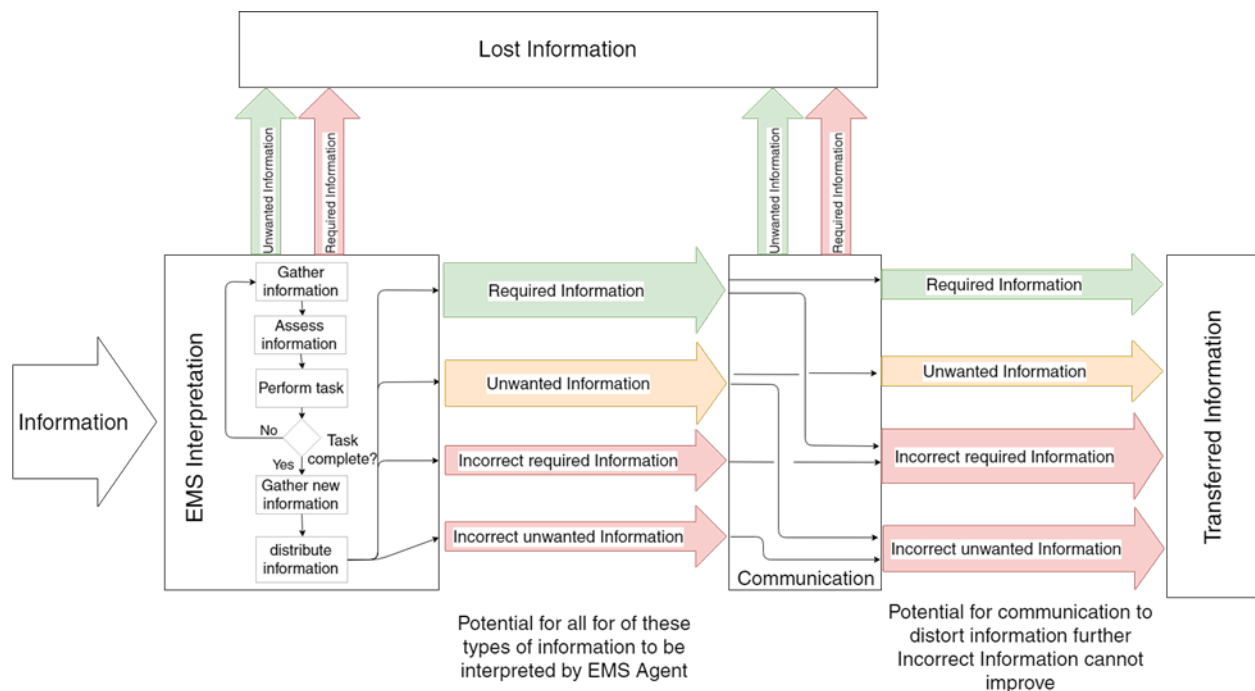 Lost Information
Unwanted Information
Required Information
Unwanted Information
Required Information
Information
EMS Interpretation
Gather
information
Assess
information
Perform task
No
Task
complete?
Yes
Gather new
information
distribute
information
Required Information
Unwanted Information
Incorrect required Information
Incorrect unwanted Information
Communication
Required Information
Unwanted Information
Incorrect required Information
Incorrect unwanted Information
Transferred Information
Potential for all for of these
types of information to be
interpreted by EMS Agent
Potential for communication to
distort information further
Incorrect Information cannot
improve